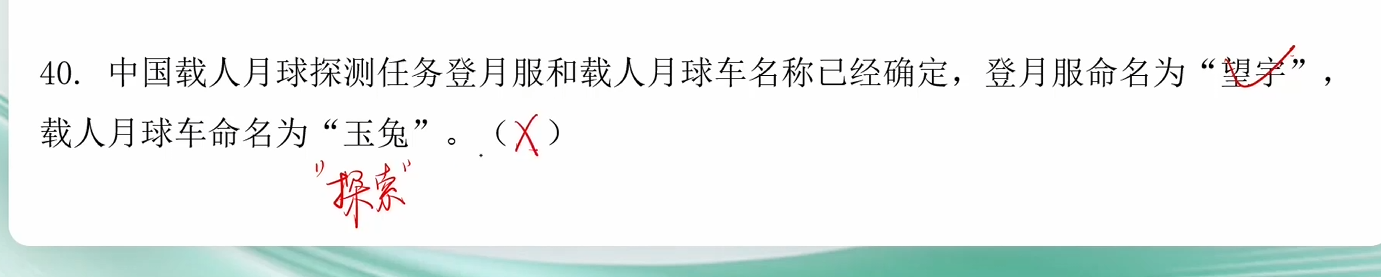 40. 中国载人月球探测任务登月服和载人月球车名称已经确定，登月服命名为“望宇”，
载人月球车命名为“玉兔”。（X）
“探索”